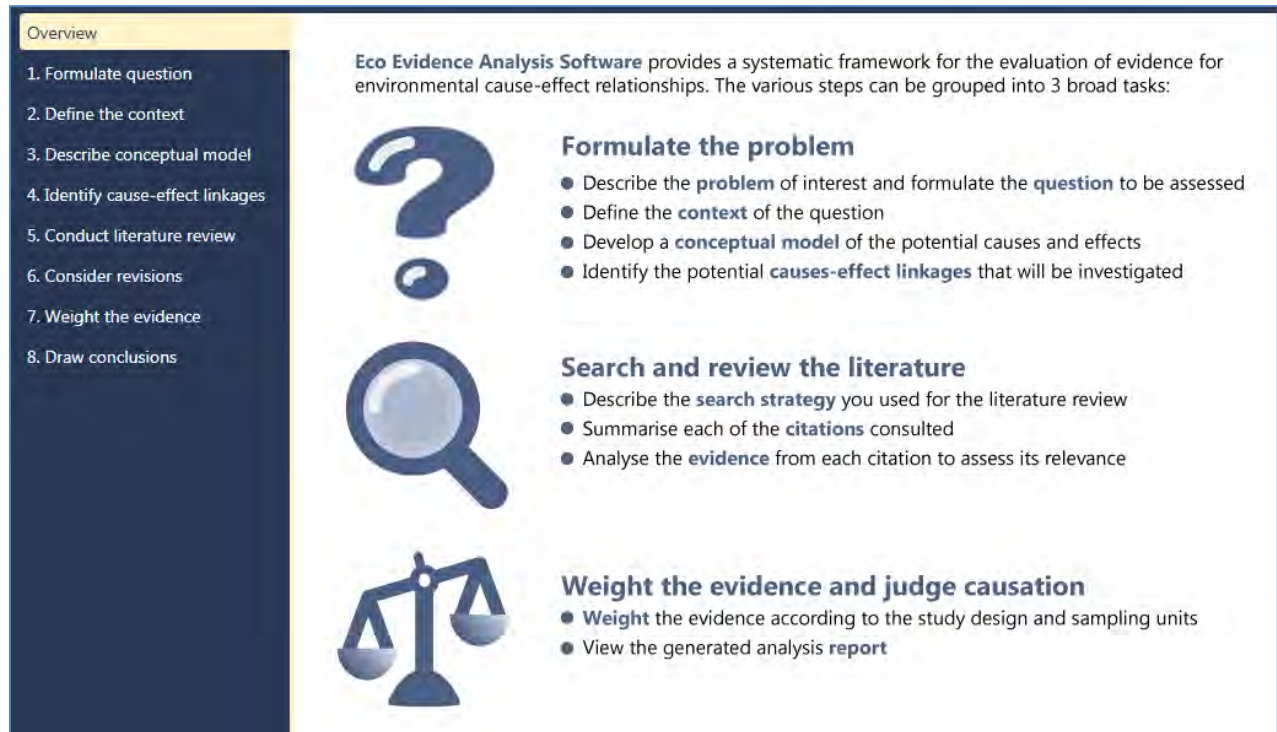 Overview
1. Formulate question
2. Define the context
3. Describe conceptual model
4. Identify cause-effect linkages
5. Conduct literature review
6. Consider revisions
7. Weight the evidence
8. Draw conclusions
Eco Evidence Analysis Software provides a systematic framework for the evaluation of evidence for
environmental cause-effect relationships. The various steps can be grouped into 3 broad tasks:
Formulate the problem
● Describe the problem of interest and formulate the question to be assessed
● Define the context of the question
● Develop a conceptual model of the potential causes and effects
● Identify the potential causes-effect linkages that will be investigated
Search and review the literature
● Describe the search strategy you used for the literature review
● Summarise each of the citations consulted
● Analyse the evidence from each citation to assess its relevance
Weight the evidence and judge causation
● Weight the evidence according to the study design and sampling units
● View the generated analysis report